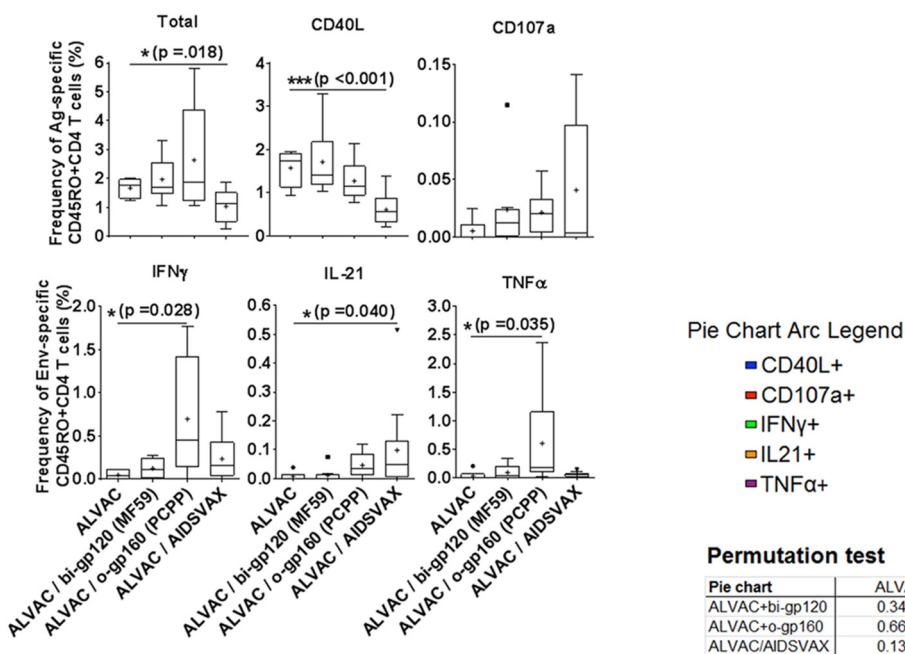 Total
CD40L
CD107a
Frequency of Ag-specific
CD45RO+CD4 T cells (%)
6
5
4
3
2
1
0
* (p =.018)
4
3
2
1
0
*** (p <0.001)
0.15
0.10
0.05
0.00
IFNγ
IL-21
TNFα
Frequency of Env-specific
CD45RO+CD4 T cells (%)
2.0
1.5
1.0
0.5
0.0
* (p =0.028)
0.6
0.5
0.4
0.3
0.2
0.1
0.0
* (p =0.040)
3.0
2.5
2.0
1.5
1.0
0.5
0.0
* (p =0.035)
ALVAC
ALVAC / bi-gp120 (MF59)
ALVAC / o-gp160 (PCPP)
ALVAC / AIDSVAX
ALVAC
ALVAC / bi-gp120 (MF59)
ALVAC / o-gp160 (PCPP)
ALVAC / AIDSVAX
ALVAC
ALVAC / bi-gp120 (MF59)
ALVAC / o-gp160 (PCPP)
ALVAC / AIDSVAX
Pie Chart Arc Legend
CD40L+
CD107a+
IFNγ+
IL21+
TNFα+
Permutation test
Pie chart ALVA
ALVAC+bi-gp120 0.34
ALVAC+o-gp160 0.66
ALVAC/AIDSVAX 0.13